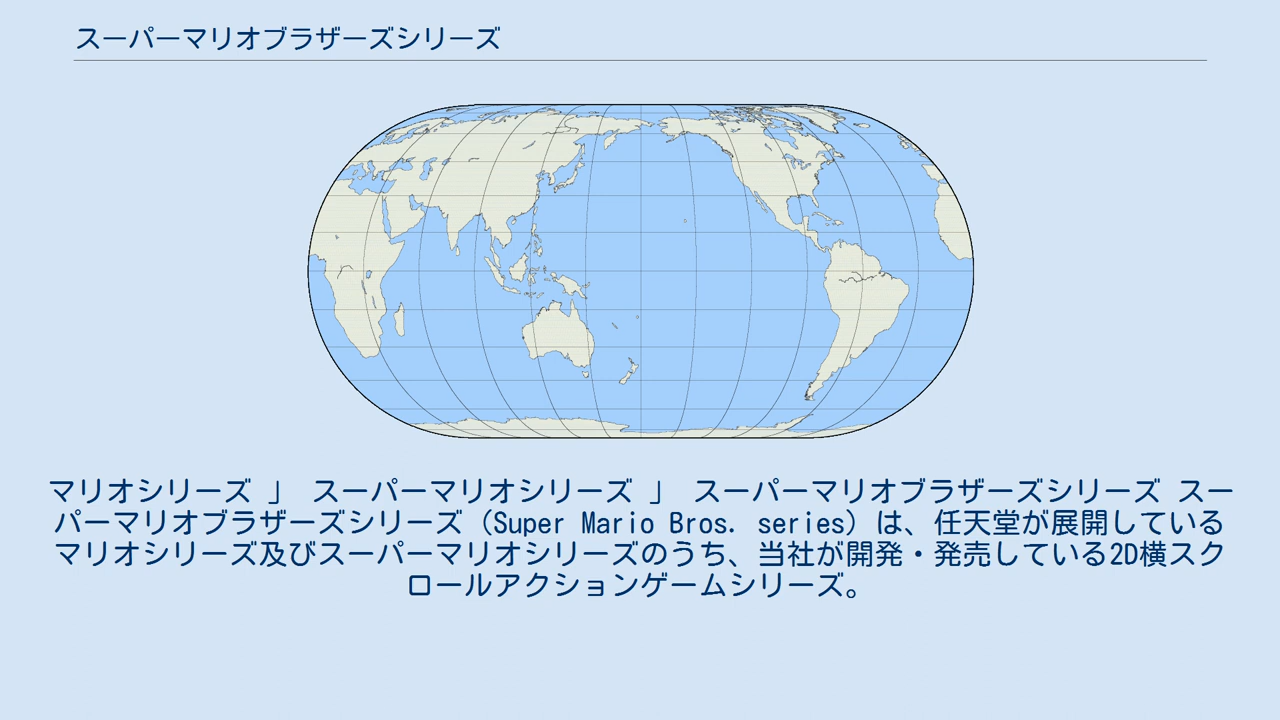 スーパーマリオブラザーズシリーズ
マリオシリーズ 」 スーパーマリオシリーズ 」 スーパーマリオブラザーズシリーズ スー
パーマリオブラザーズシリーズ（Super Mario Bros. series）は、任天堂が展開している
マリオシリーズ及びスーパーマリオシリーズのうち、当社が開発・発売している2D横スク
ロールアクションゲームシリーズ。